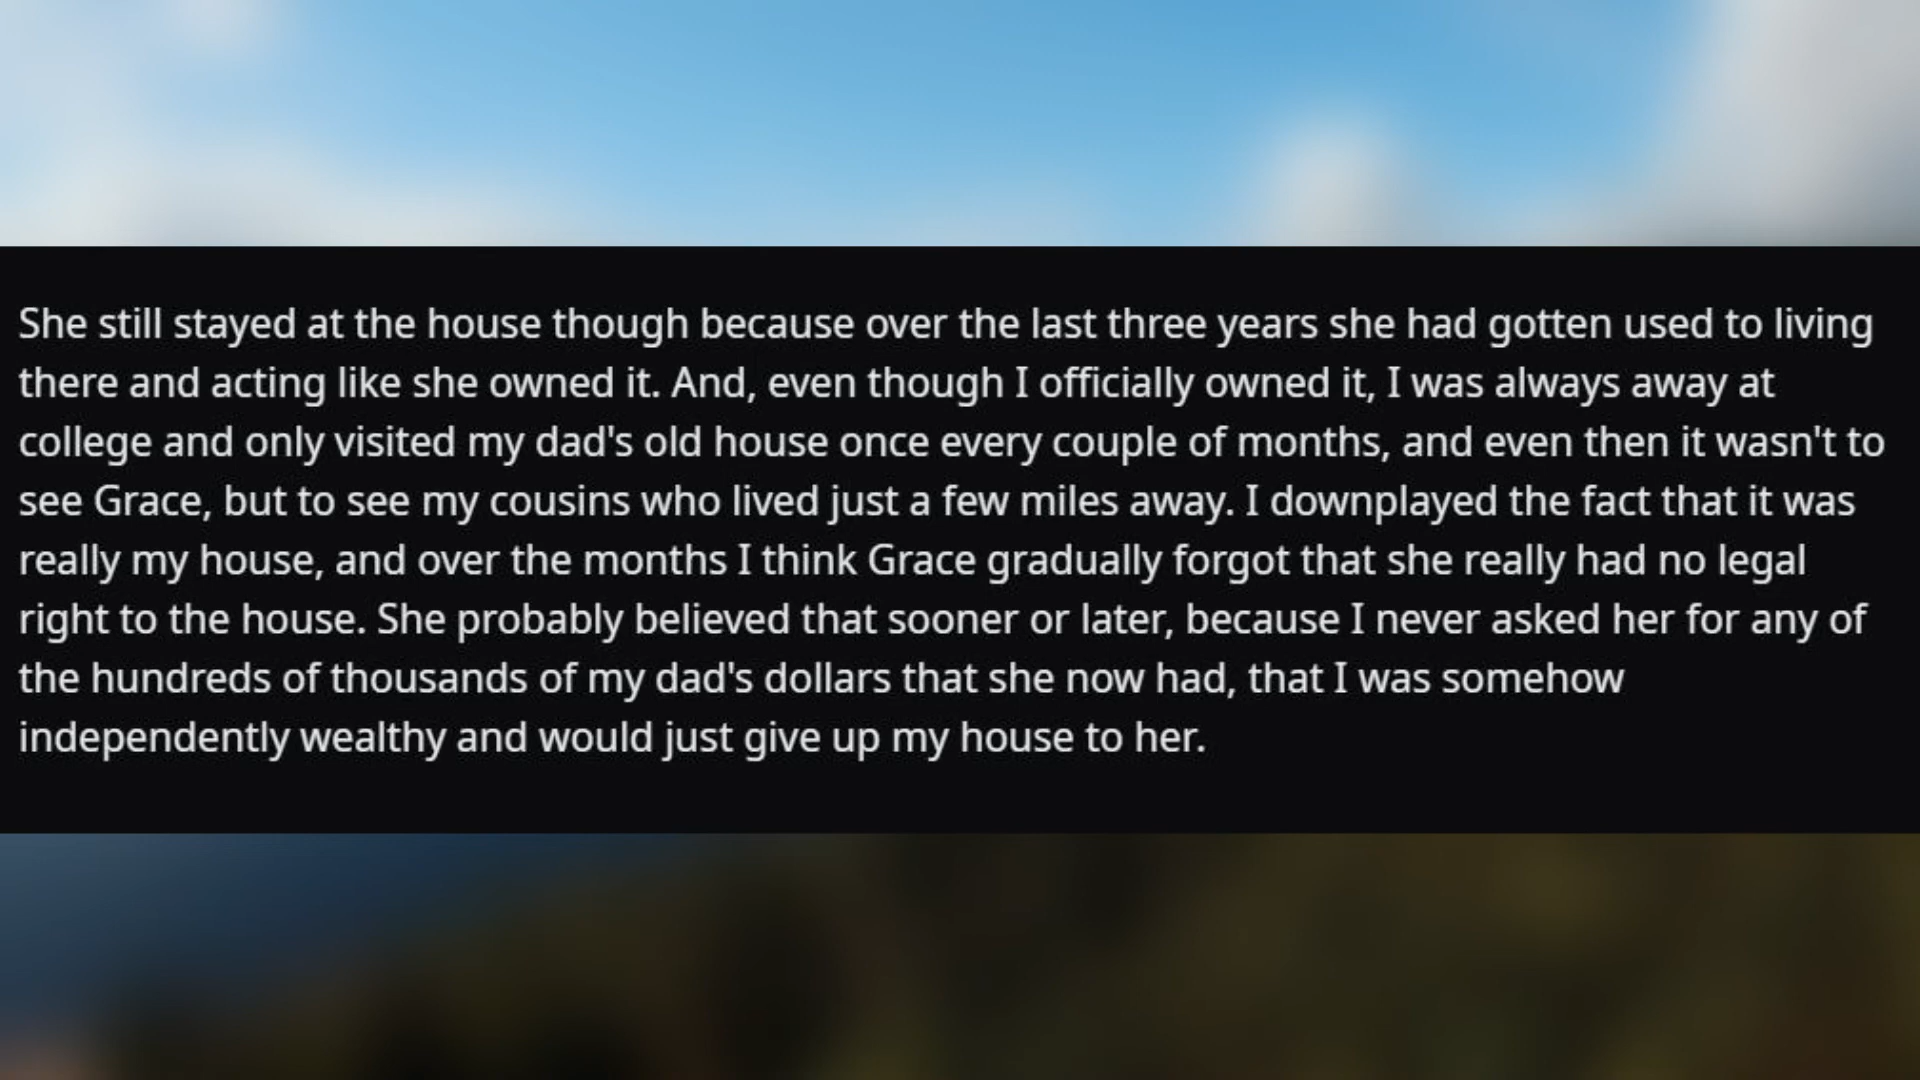 She still stayed at the house though because over the last three years she had gotten used to living
there and acting like she owned it. And, even though I officially owned it, I was always away at
college and only visited my dad's old house once every couple of months, and even then it wasn't to
see Grace, but to see my cousins who lived just a few miles away. I downplayed the fact that it was
really my house, and over the months I think Grace gradually forgot that she really had no legal
right to the house. She probably believed that sooner or later, because I never asked her for any of
the hundreds of thousands of my dad's dollars that she now had, that I was somehow
independently wealthy and would just give up my house to her.